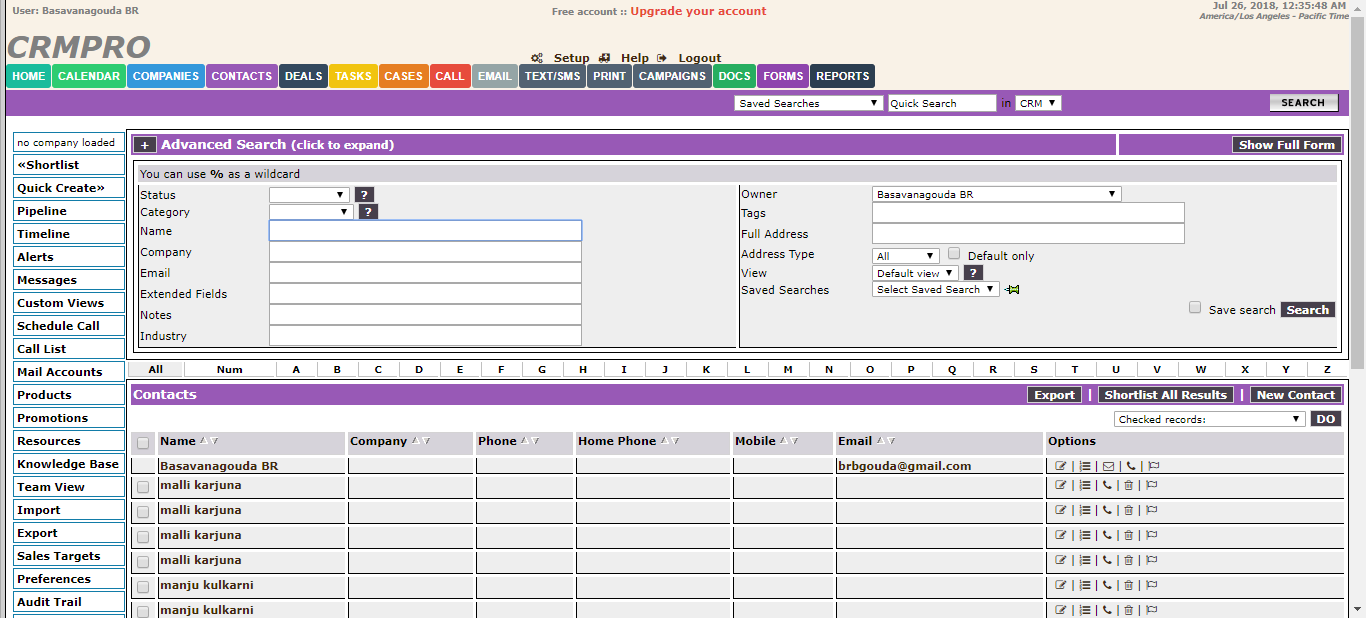 User: Basavanagouda BR
Free account :: Upgrade your account
Jul 26, 2018, 12:35:48 AM
America/Los Angeles - Pacific Time
CRMPRO
Setup Help Logout
HOME CALENDAR COMPANIES CONTACTS DEALS TASKS CASES CALL EMAIL TEXT/SMS PRINT CAMPAIGNS DOCS FORMS REPORTS
Saved Searches Quick Search in CRM SEARCH
no company loaded
«Shortlist
Quick Create»
Pipeline
Timeline
Alerts
Messages
Custom Views
Schedule Call
Call List
Mail Accounts
Products
Promotions
Resources
Knowledge Base
Team View
Import
Export
Sales Targets
Preferences
Audit Trail
+ Advanced Search (click to expand) Show Full Form
You can use % as a wildcard
Status ?
Category ?
Name
Company
Email
Extended Fields
Notes
Industry
Owner Basavanagouda BR
Tags
Full Address
Address Type All Default only
View Default view ?
Saved Searches Select Saved Search
Save search Search
All Num A B C D E F G H I J K L M N O P Q R S T U V W X Y Z
Contacts Export | Shortlist All Results | New Contact
Checked records: DO
Name Company Phone Home Phone Mobile Email Options
Basavanagouda BR brbgouda@gmail.com | | | |
malli karjuna | | | |
malli karjuna | | | |
malli karjuna | | | |
malli karjuna | | | |
manju kulkarni | | | |
manju kulkarni | | | |